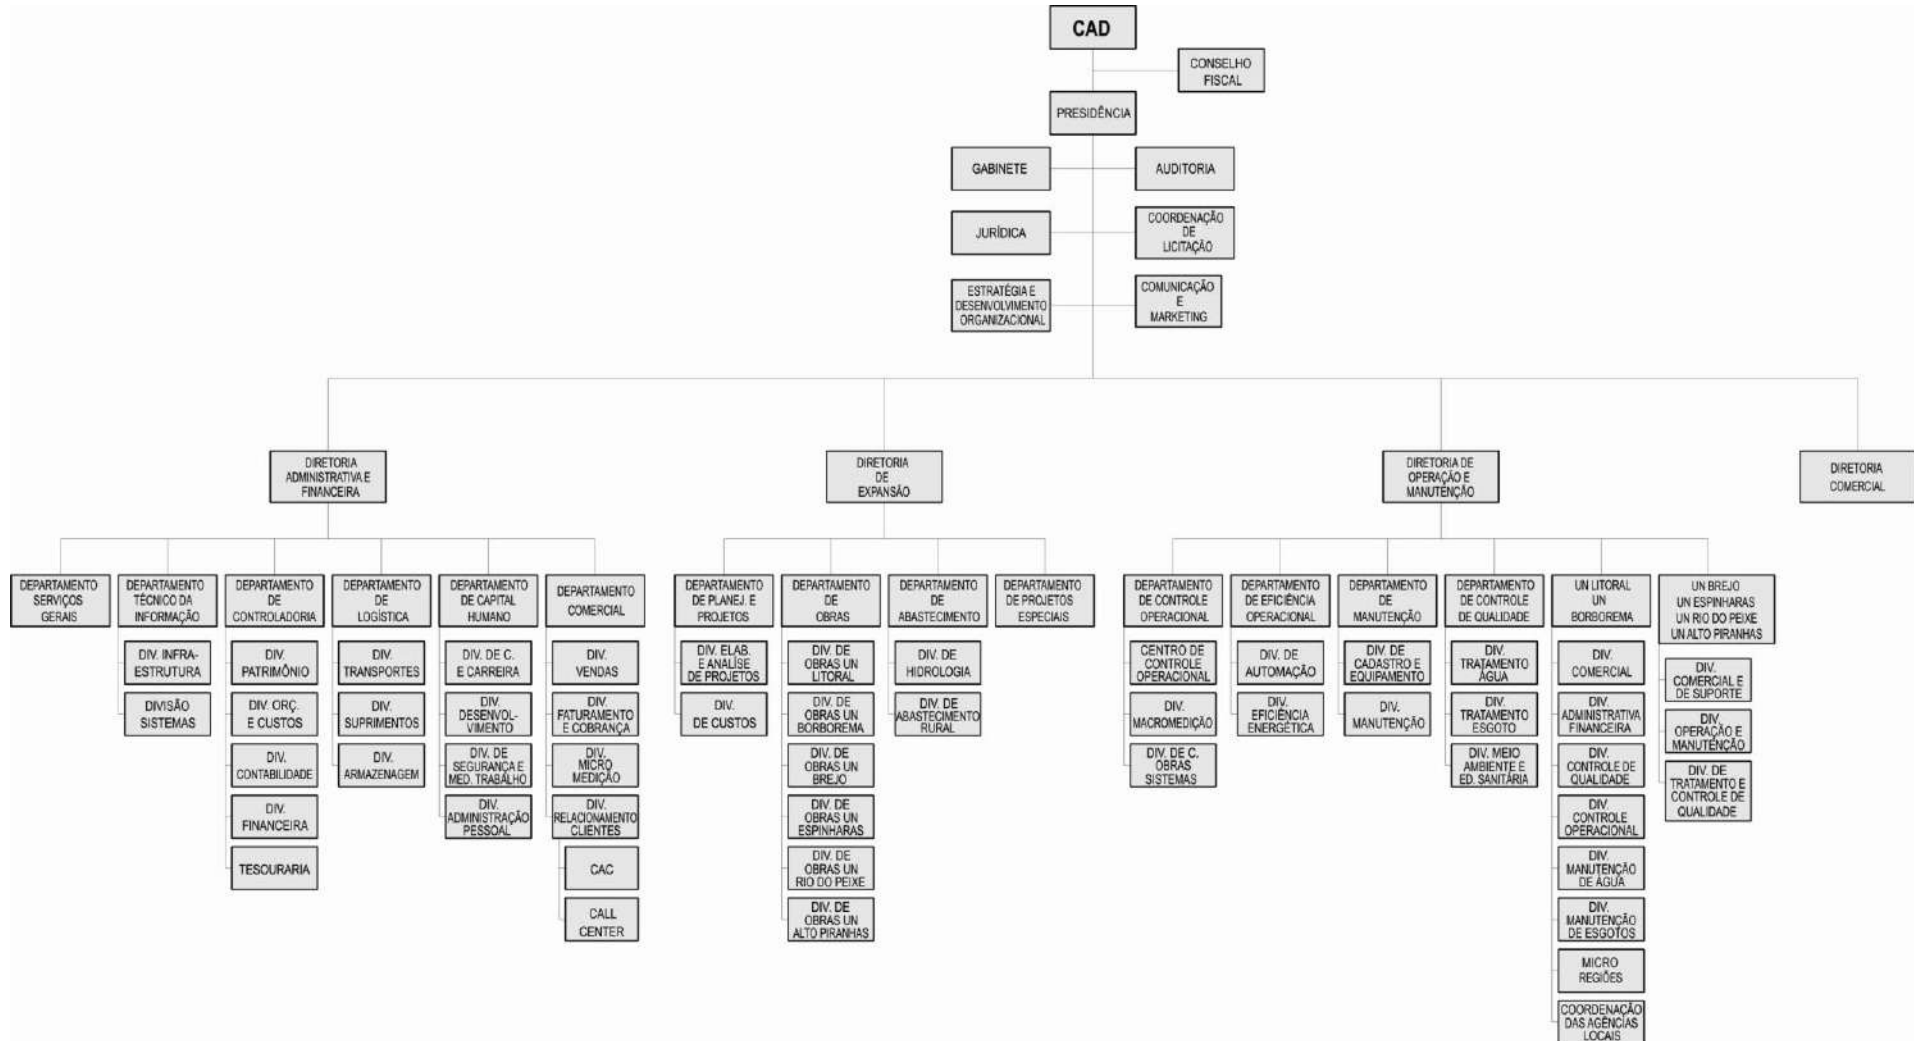 CAD
CONSELHO
FISCAL
PRESIDÊNCIA
GABINETE
AUDITORIA
JURÍDICA
COORDENAÇÃO
DE
LICITAÇÃO
ESTRATÉGIA E
DESENVOLVIMENTO
ORGANIZACIONAL
COMUNICAÇÃO
E
MARKETING
DIRETORIA
ADMINISTRATIVA E
FINANCEIRA
DIRETORIA
DE
EXPANSÃO
DIRETORIA DE
OPERAÇÃO E
MANUTENÇÃO
DIRETORIA
COMERCIAL
DEPARTAMENTO
SERVIÇOS
GERAIS
DEPARTAMENTO
TÉCNICO DA
INFORMAÇÃO
DIV. INFRA-
ESTRUTURA
DIVISÃO
SISTEMAS
DEPARTAMENTO
DE
CONTROLADORIA
DIV.
PATRIMÔNIO
DIV. ORÇ.
E CUSTOS
DIV.
CONTABILIDADE
DIV.
FINANCEIRA
TESOURARIA
DEPARTAMENTO
DE
LOGÍSTICA
DIV.
TRANSPORTES
DIV.
SUPRIMENTOS
DIV.
ARMAZENAGEM
DEPARTAMENTO
DE CAPITAL
HUMANO
DIV. DE C.
E CARREIRA
DIV.
DESENVOL-
VIMENTO
DIV. DE
SEGURANÇA E
MED. TRABALHO
DIV.
ADMINISTRAÇÃO
PESSOAL
DEPARTAMENTO
COMERCIAL
DIV.
VENDAS
DIV.
FATURAMENTO
E COBRANÇA
DIV.
MICRO
MEDIÇÃO
DIV.
RELACIONAMENTO
CLIENTES
CAC
CALL
CENTER
DEPARTAMENTO
DE PLANEJ. E
PROJETOS
DIV. ELAB.
E ANALÍSE
DE PROJETOS
DIV.
DE CUSTOS
DEPARTAMENTO
DE
OBRAS
DIV. DE
OBRAS UN
LITORAL
DIV. DE
OBRAS UN
BORBOREMA
DIV. DE
OBRAS UN
BREJO
DIV. DE
OBRAS UN
ESPINHARAS
DIV. DE
OBRAS UN
RIO DO PEIXE
DIV. DE
OBRAS UN
ALTO PIRANHAS
DEPARTAMENTO
DE
ABASTECIMENTO
DIV. DE
HIDROLOGIA
DIV. DE
ABASTECIMENTO
RURAL
DEPARTAMENTO
DE PROJETOS
ESPECIAIS
DEPARTAMENTO
DE CONTROLE
OPERACIONAL
CENTRO DE
CONTROLE
OPERACIONAL
DIV.
MACROMEDIÇÃO
DIV. DE C.
OBRAS
SISTEMAS
DEPARTAMENTO
DE EFICIÊNCIA
OPERACIONAL
DIV. DE
AUTOMAÇÃO
DIV.
EFICIÊNCIA
ENERGÉTICA
DEPARTAMENTO
DE
MANUTENÇÃO
DIV. DE
CADASTRO E
EQUIPAMENTO
DIV.
MANUTENÇÃO
DEPARTAMENTO
DE CONTROLE
DE QUALIDADE
DIV.
TRATAMENTO
ÁGUA
DIV.
TRATAMENTO
ESGOTO
DIV. MEIO
AMBIENTE E
ED. SANITÁRIA
UN LITORAL
UN
BORBOREMA
DIV.
COMERCIAL
DIV.
ADMINISTRATIVA
FINANCEIRA
DIV.
CONTROLE DE
QUALIDADE
DIV.
CONTROLE
OPERACIONAL
DIV.
MANUTENÇÃO
DE ÁGUA
DIV.
MANUTENÇÃO
DE ESGOTOS
MICRO
REGIÕES
COORDENAÇÃO
DAS AGÊNCIAS
LOCAIS
UN BREJO
UN ESPINHARAS
UN RIO DO PEIXE
UN ALTO PIRANHAS
DIV.
COMERCIAL E
DE SUPORTE
DIV.
OPERAÇÃO E
MANUTENÇÃO
DIV. DE
TRATAMENTO E
CONTROLE DE
QUALIDADE